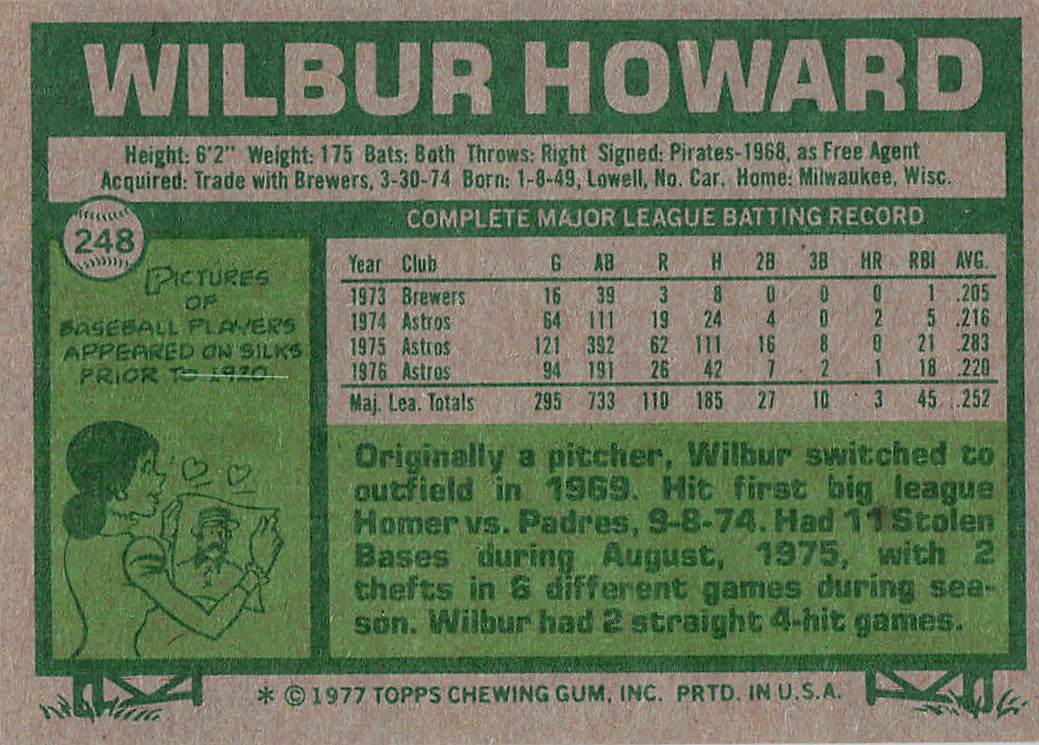 WILBUR HOWARD
Height: 6'2" Weight: 175 Bats: Both Throws: Right Signed: Pirates-1968, as Free Agent
Acquired: Trade with Brewers, 3-30-74 Born: 1-8-49, Lowell, No. Car. Home: Milwaukee, Wisc.
248
PICTURES
OF
BASEBALL PLAYERS
APPEARED ON SILKS
PRIOR TO 1920
COMPLETE MAJOR LEAGUE BATTING RECORD
Year Club G AB R H 2B 3B HR RBI AVG.
1973 Brewers 16 39 3 8 0 0 0 1 .205
1974 Astros 64 111 19 24 4 0 2 5 .216
1975 Astros 121 392 62 111 16 8 0 21 .283
1976 Astros 94 191 26 42 7 2 1 18 .220
Maj. Lea. Totals 295 733 110 185 27 10 3 45 .252
Originally a pitcher, Wilbur switched to
outfield in 1969. Hit first big league
Homer vs. Padres, 9-8-74. Had 11 Stolen
Bases during August, 1975, with 2
thefts in 6 different games during sea-
son. Wilbur had 2 straight 4-hit games.
* © 1977 TOPPS CHEWING GUM, INC. PRTD. IN U.S.A.